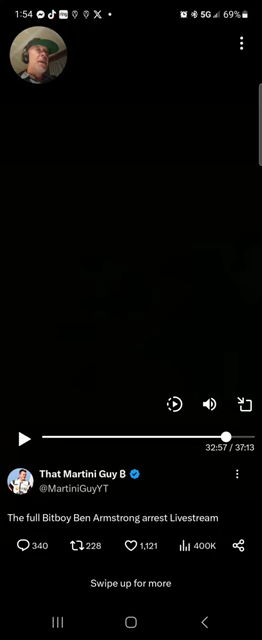 1:54 5G 69%
32:57 / 37:13
That Martini Guy B
@MartiniGuyYT
The full Bitboy Ben Armstrong arrest Livestream
340 228 1,121 400K
Swipe up for more